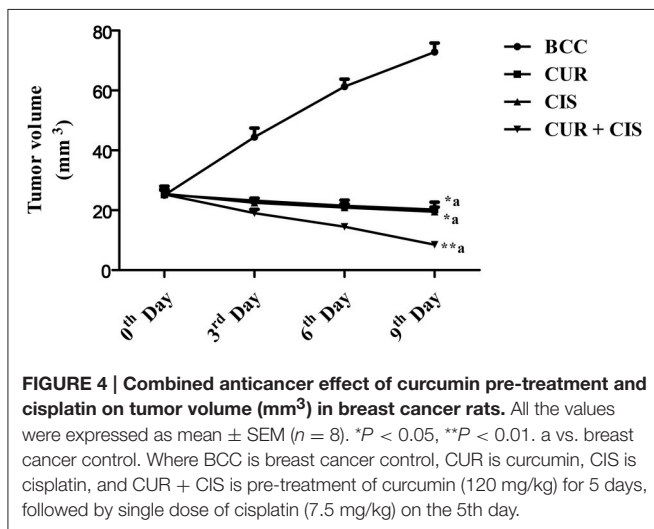 80
60
40
20
0
Tumor volume
(mm³)
BCC
CUR
CIS
CUR + CIS
*a
*a
**a
0ᵗʰ Day
3ʳᵈ Day
6ᵗʰ Day
9ᵗʰ Day
FIGURE 4 | Combined anticancer effect of curcumin pre-treatment and
cisplatin on tumor volume (mm³) in breast cancer rats. All the values
were expressed as mean ± SEM (n = 8). *P < 0.05, **P < 0.01. a vs. breast
cancer control. Where BCC is breast cancer control, CUR is curcumin, CIS is
cisplatin, and CUR + CIS is pre-treatment of curcumin (120 mg/kg) for 5 days,
followed by single dose of cisplatin (7.5 mg/kg) on the 5th day.